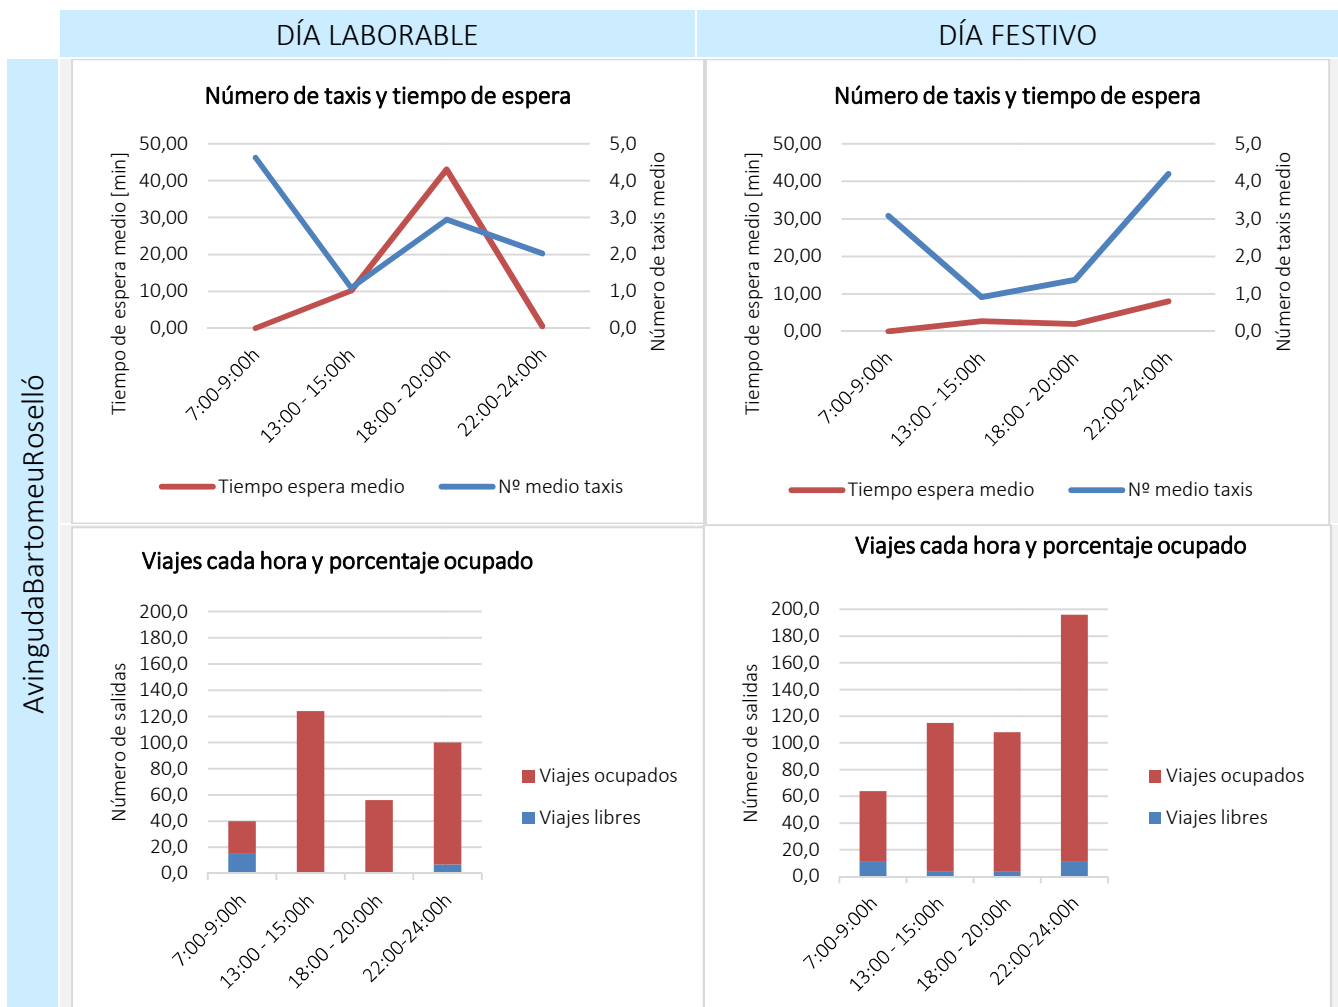 DÍA LABORABLE
DÍA FESTIVO
AvingudaBartomeuRoselló
Número de taxis y tiempo de espera
Tiempo de espera medio [min]
50,00
40,00
30,00
20,00
10,00
0,00
5,0
4,0
3,0
2,0
1,0
0,0
Número de taxis medio
7:00-9:00h
13:00 - 15:00h
18:00 - 20:00h
22:00-24:00h
Tiempo espera medio
Nº medio taxis
Número de taxis y tiempo de espera
Tiempo de espera medio [min]
50,00
40,00
30,00
20,00
10,00
0,00
5,0
4,0
3,0
2,0
1,0
0,0
Número de taxis medio
7:00-9:00h
13:00 - 15:00h
18:00 - 20:00h
22:00-24:00h
Tiempo espera medio
Nº medio taxis
Viajes cada hora y porcentaje ocupado
Número de salidas
200,0
180,0
160,0
140,0
120,0
100,0
80,0
60,0
40,0
20,0
0,0
7:00-9:00h
13:00 - 15:00h
18:00 - 20:00h
22:00-24:00h
Viajes ocupados
Viajes libres
Viajes cada hora y porcentaje ocupado
Número de salidas
200,0
180,0
160,0
140,0
120,0
100,0
80,0
60,0
40,0
20,0
0,0
7:00-9:00h
13:00 - 15:00h
18:00 - 20:00h
22:00-24:00h
Viajes ocupados
Viajes libres